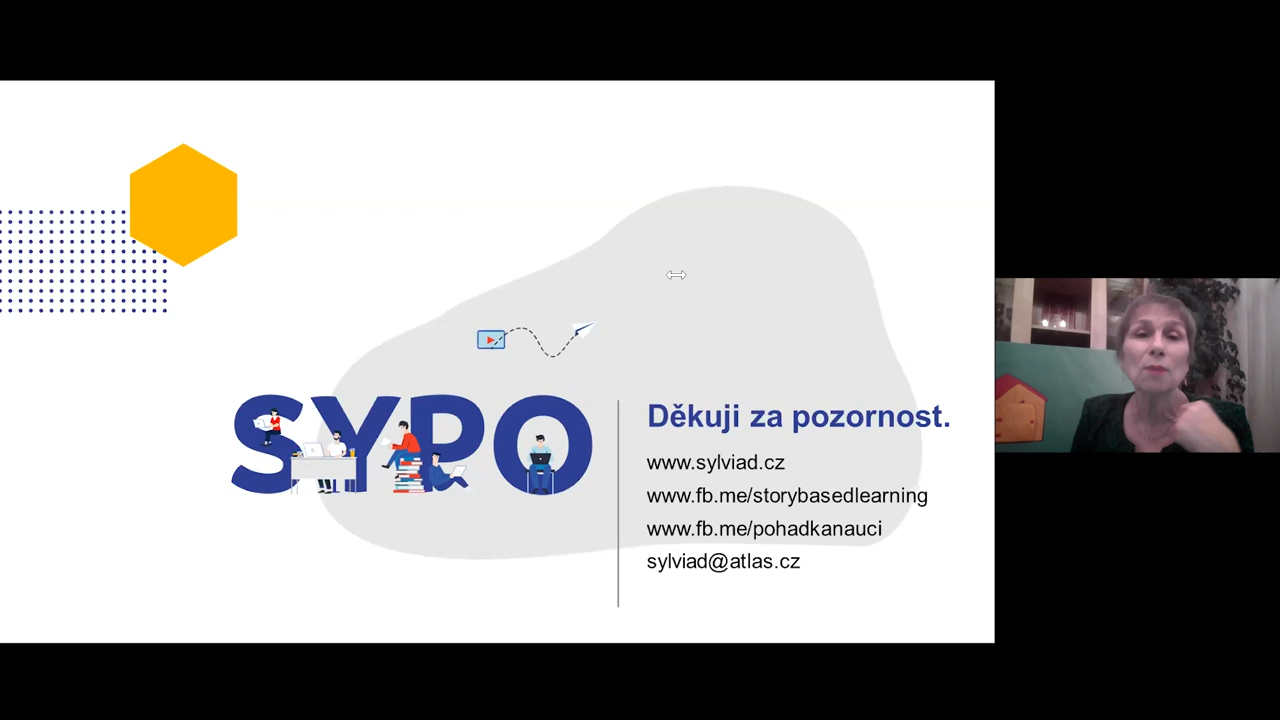 SYPO
Děkuji za pozornost.
www.sylviad.cz
www.fb.me/storybasedlearning
www.fb.me/pohadkanauci
sylviad@atlas.cz